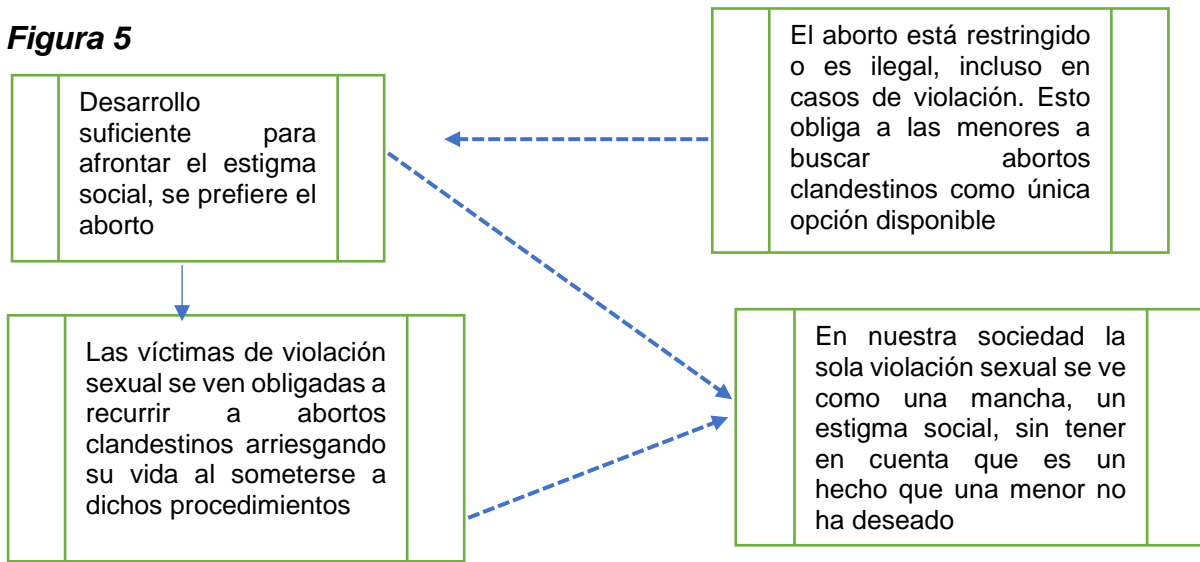 Figura 5
Desarrollo
suficiente para
afrontar el estigma
social, se prefiere el
aborto
El aborto está restringido
o es ilegal, incluso en
casos de violación. Esto
obliga a las menores a
buscar abortos
clandestinos como única
opción disponible
Las víctimas de violación
sexual se ven obligadas a
recurrir a abortos
clandestinos arriesgando
su vida al someterse a
dichos procedimientos
En nuestra sociedad la
sola violación sexual se ve
como una mancha, un
estigma social, sin tener
en cuenta que es un
hecho que una menor no
ha deseado